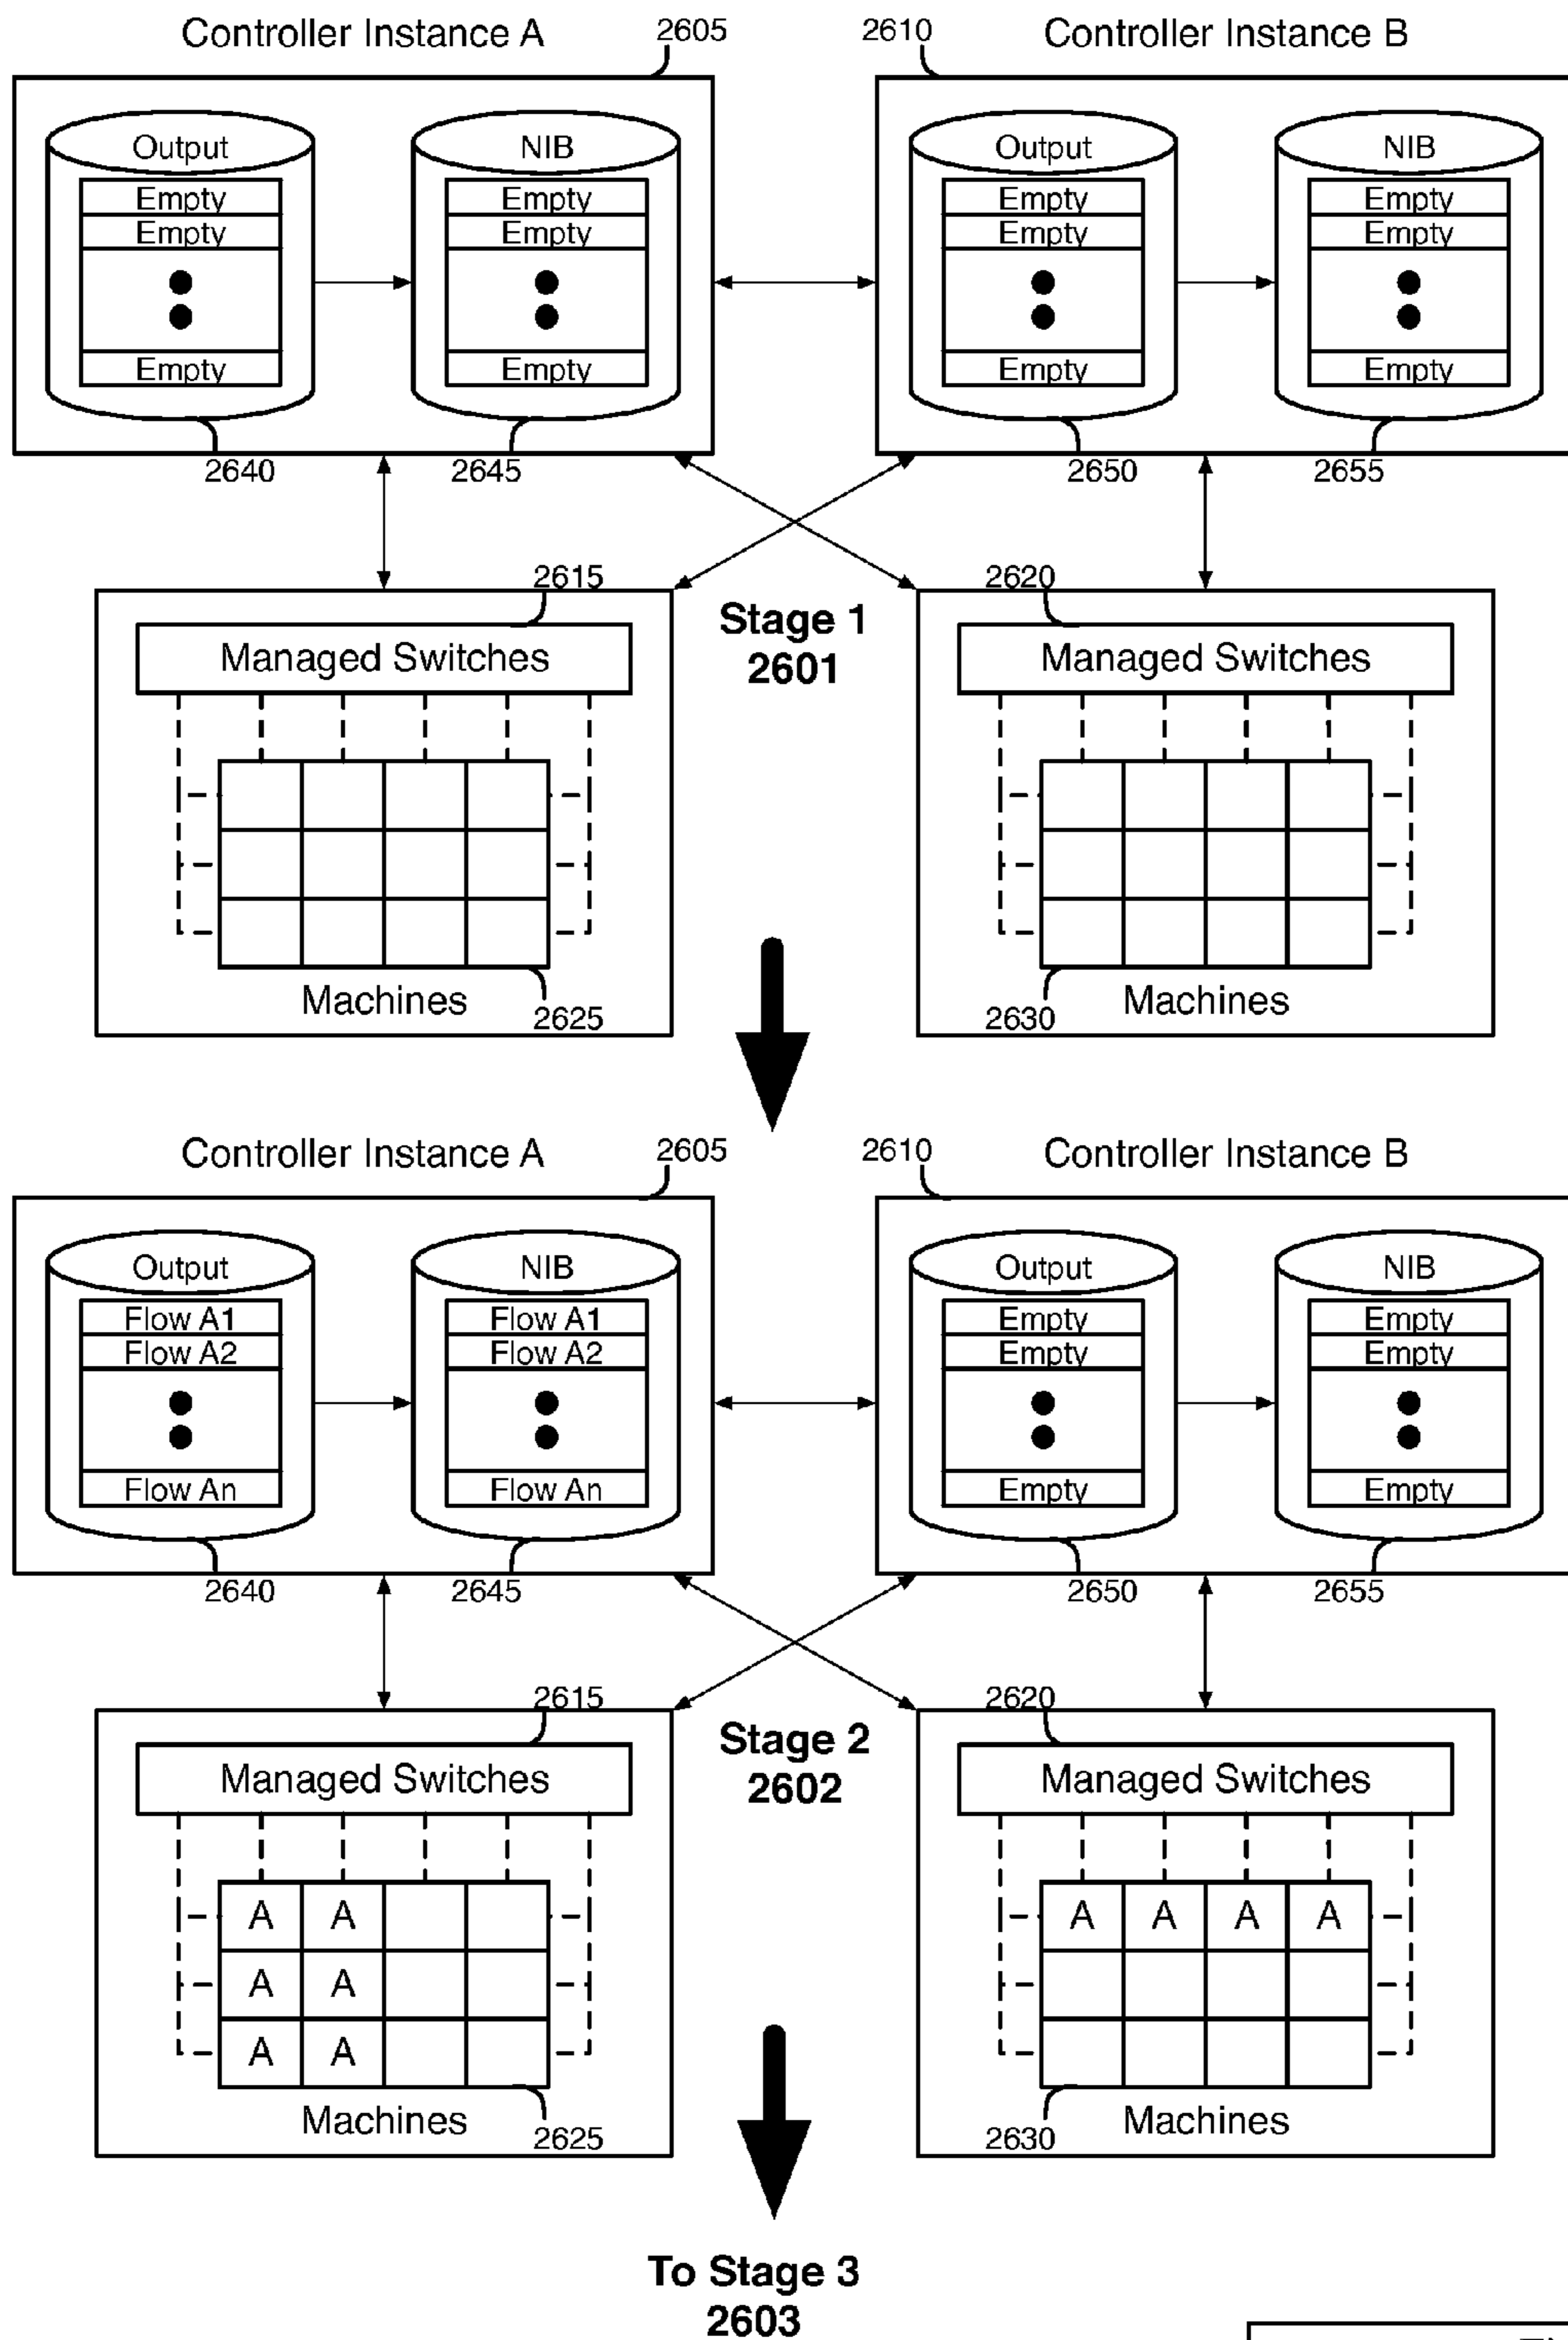 Controller Instance A
2605
2610
Controller Instance B
Output
NIB
Output
NIB
Empty
Empty
Empty
Empty
Empty
Empty
Empty
Empty
Empty
Empty
Empty
Empty
2640
2645
2650
2655
2615
2620
Stage 1
2601
Managed Switches
Managed Switches
Machines
2625
2630
Machines
Controller Instance A
2605
2610
Controller Instance B
Output
NIB
Output
NIB
Flow A1
Flow A1
Empty
Empty
Flow A2
Flow A2
Empty
Empty
Flow An
Flow An
Empty
Empty
2640
2645
2650
2655
2615
2620
Stage 2
2602
Managed Switches
Managed Switches
A A
A A A A
A A
A A
Machines
2625
2630
Machines
To Stage 3
2603